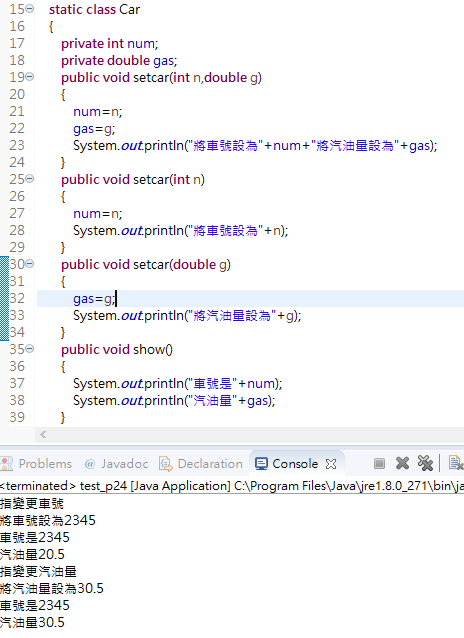 15 static class Car
16 {
17 private int num;
18 private double gas;
19 public void setcar(int n,double g)
20 {
21 num=n;
22 gas=g;
23 System.out.println("將車號設為"+num+"將汽油量設為"+gas);
24 }
25 public void setcar(int n)
26 {
27 num=n;
28 System.out.println("將車號設為"+n);
29 }
30 public void setcar(double g)
31 {
32 gas=g;
33 System.out.println("將汽油量設為"+g);
34 }
35 public void show()
36 {
37 System.out.println("車號是"+num);
38 System.out.println("汽油量"+gas);
39 }
Problems @ Javadoc Declaration Console
<terminated> test_p24 [Java Application] C:\Program Files\Java\jre1.8.0_271\bin\ja
指變更車號
將車號設為2345
車號是2345
汽油量20.5
指變更汽油量
將汽油量設為30.5
車號是2345
汽油量30.5